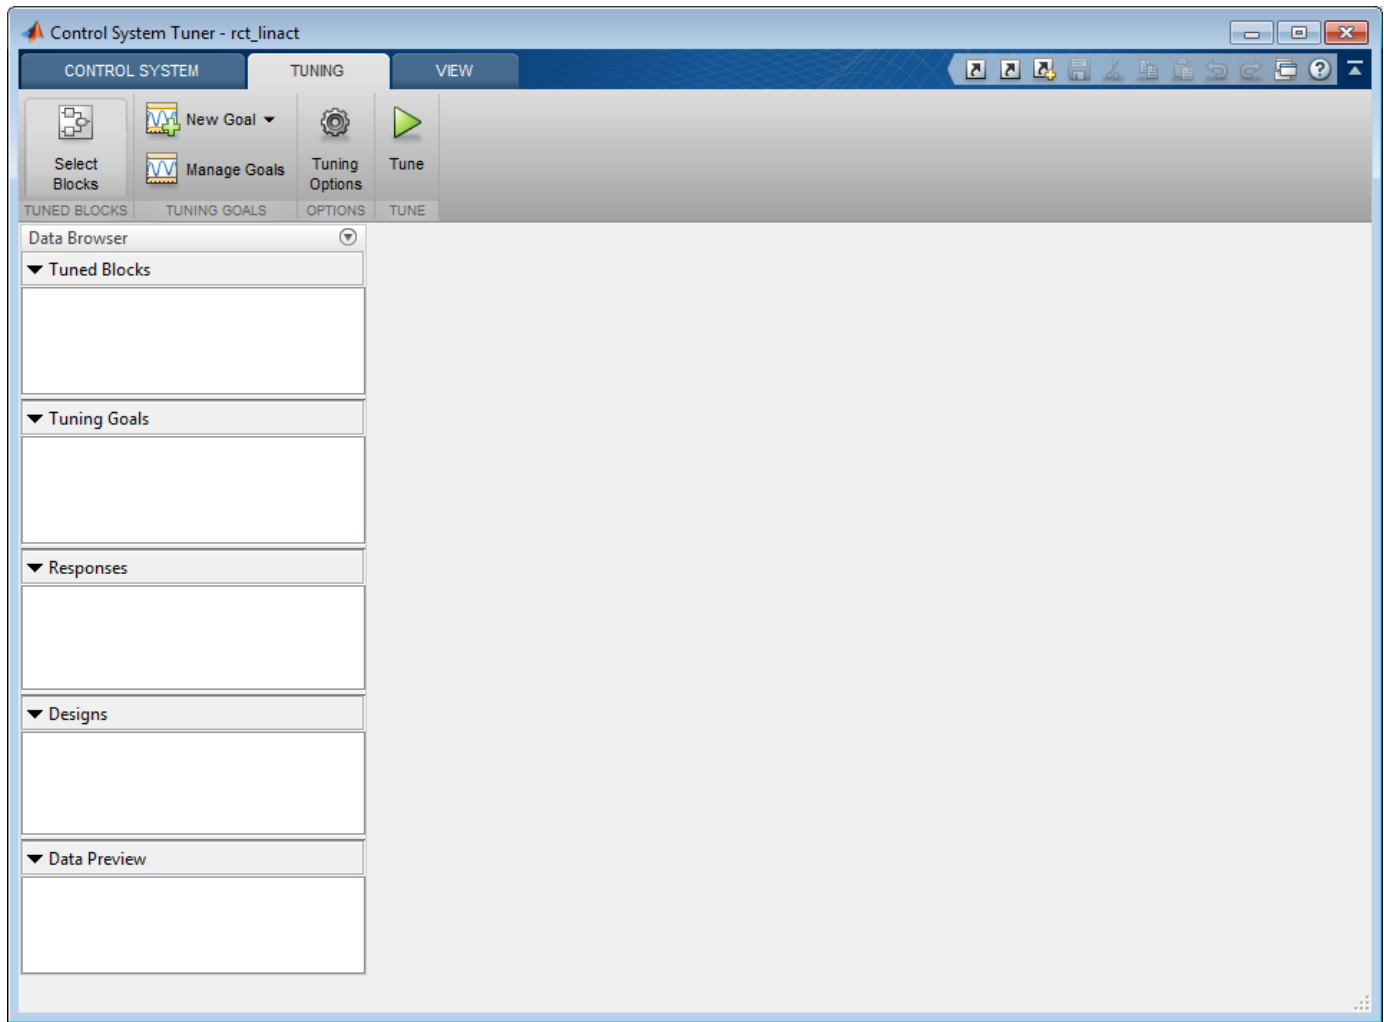 Control System Tuner - rct_linact
CONTROL SYSTEM TUNING VIEW
New Goal
Manage Goals
Select
Blocks
Tuning
Options
Tune
TUNED BLOCKS TUNING GOALS OPTIONS TUNE
Data Browser
Tuned Blocks
Tuning Goals
Responses
Designs
Data Preview